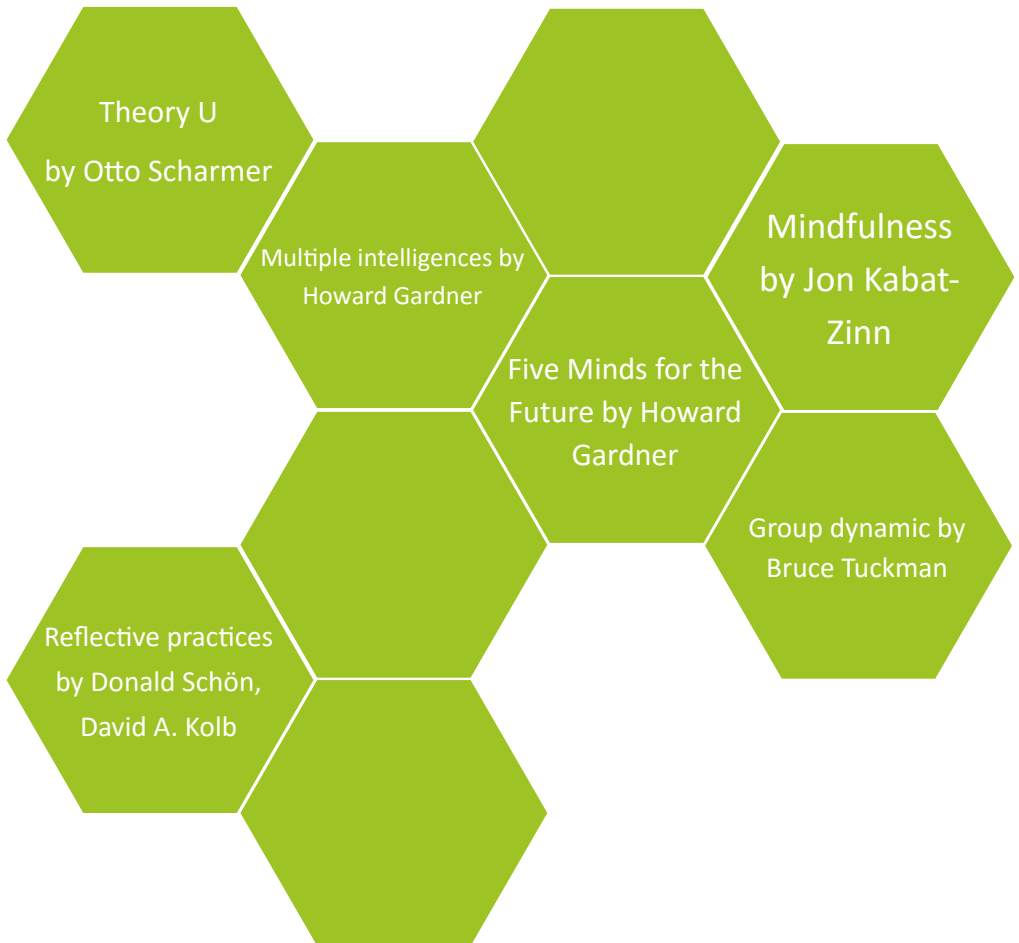 Theory U
by Otto Scharmer
Multiple intelligences by
Howard Gardner
Mindfulness
by Jon Kabat-
Zinn
Five Minds for the
Future by Howard
Gardner
Group dynamic by
Bruce Tuckman
Reflective practices
by Donald Schön,
David A. Kolb